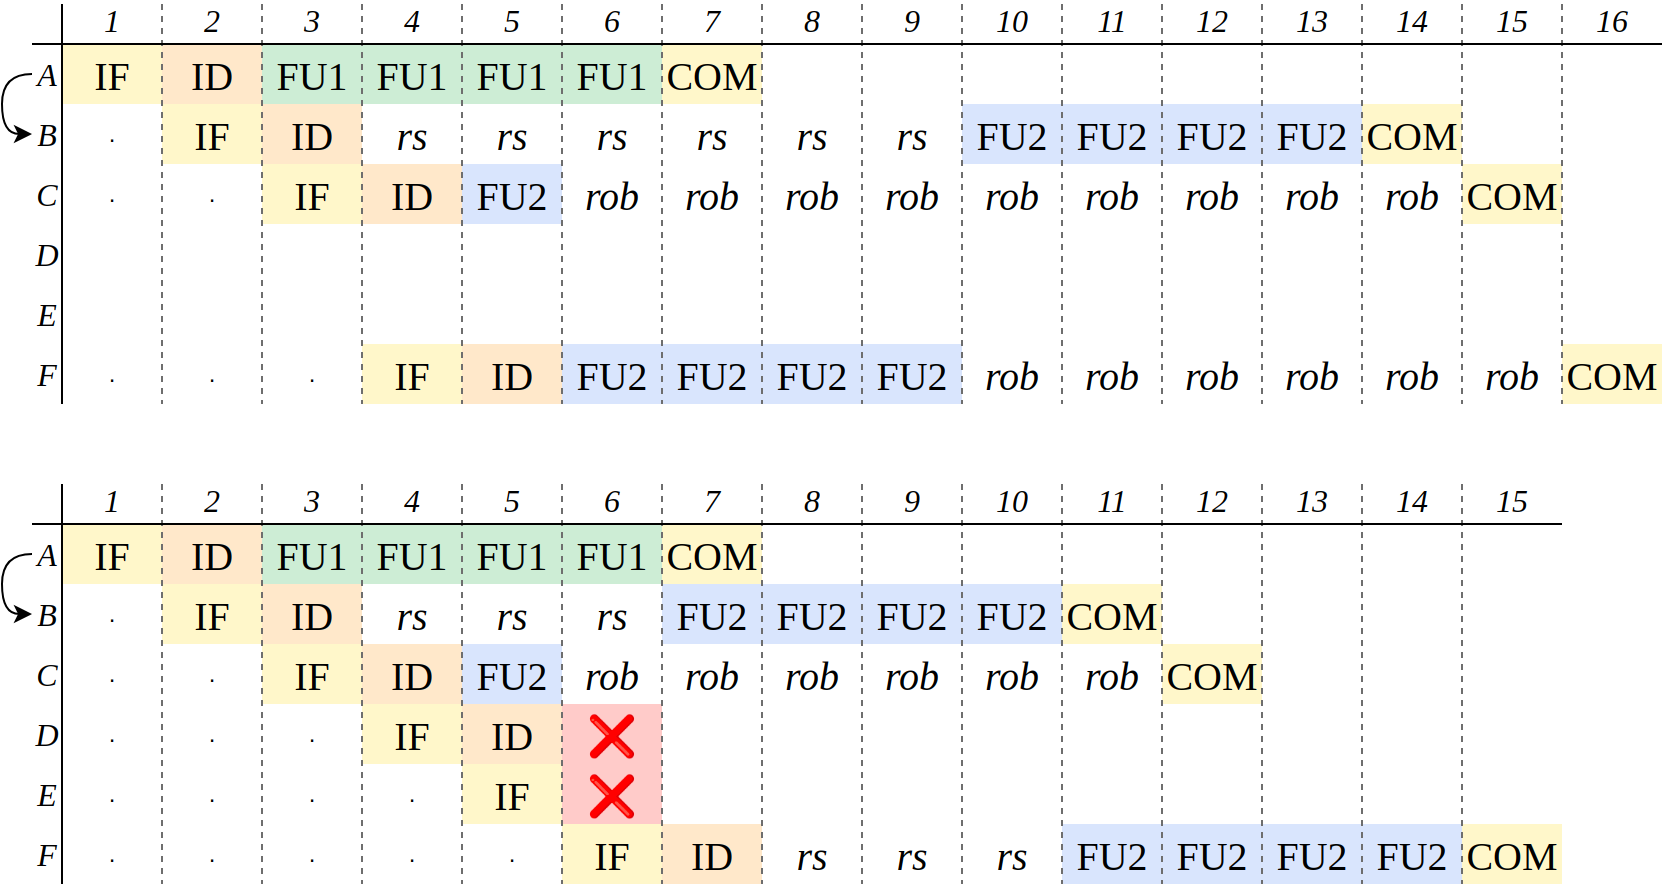 1 2 3 4 5 6 7 8 9 10 11 12 13 14 15 16
A IF ID FU1 FU1 FU1 FU1 COM
B . IF ID rs rs rs rs rs rs FU2 FU2 FU2 FU2 COM
C . . IF ID FU2 rob rob rob rob rob rob rob rob rob COM
D
E
F . . . IF ID FU2 FU2 FU2 FU2 rob rob rob rob rob rob COM
1 2 3 4 5 6 7 8 9 10 11 12 13 14 15
A IF ID FU1 FU1 FU1 FU1 COM
B . IF ID rs rs rs FU2 FU2 FU2 FU2 COM
C . . IF ID FU2 rob rob rob rob rob rob COM
D . . . IF ID
E . . . . IF
F . . . . . IF ID rs rs rs FU2 FU2 FU2 FU2 COM